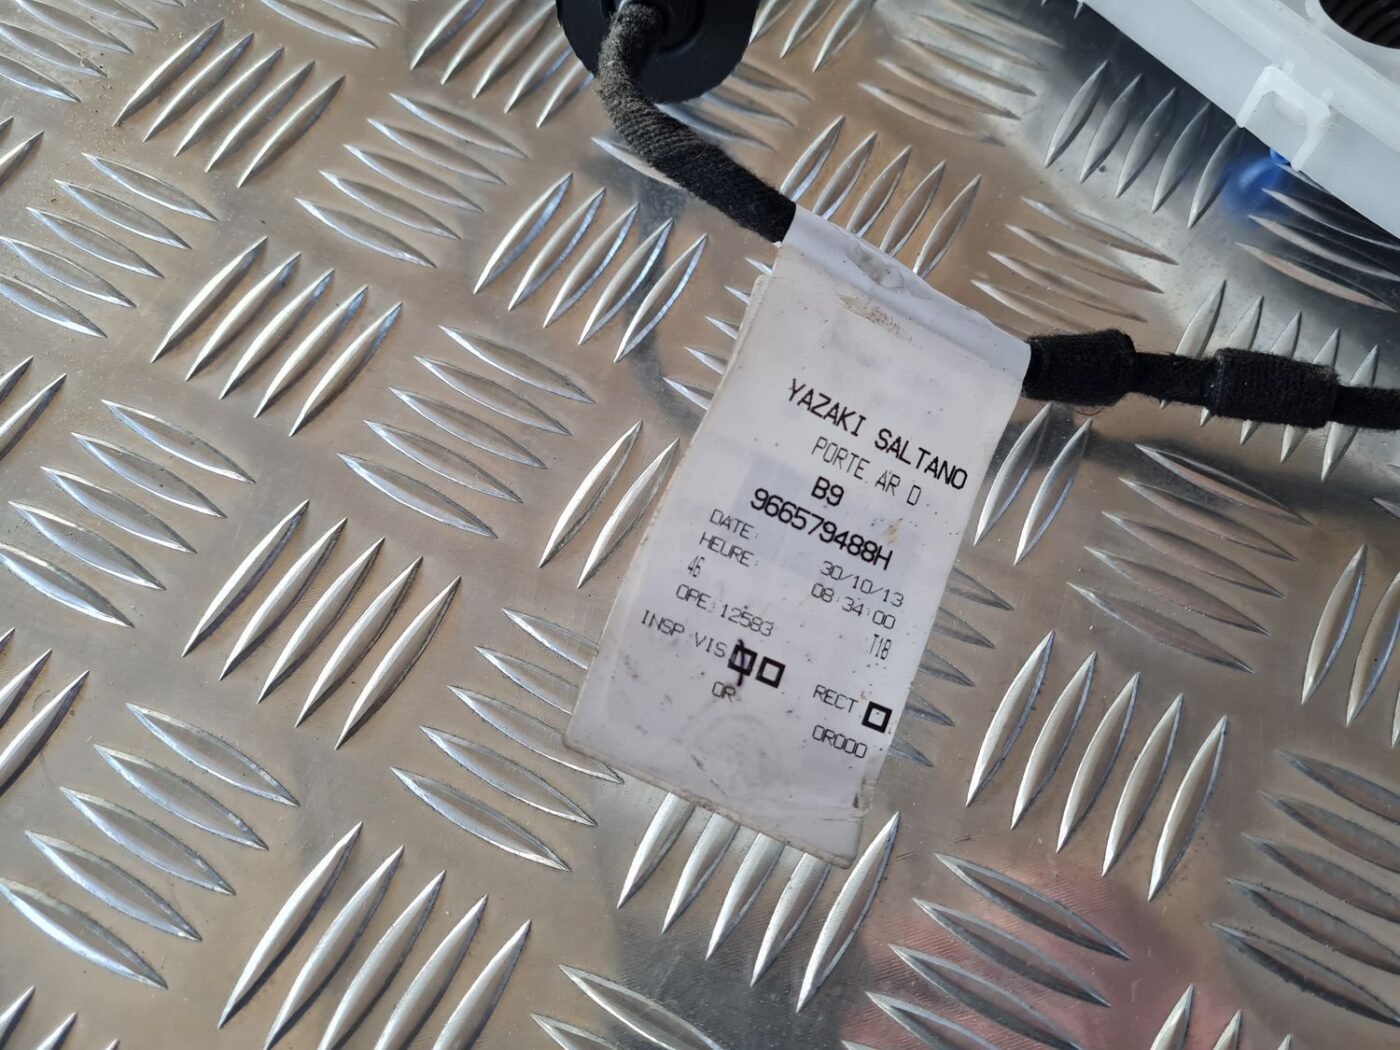 YAZAKI SALTANO
PORTE AR D
B9
966579488H
DATE: 30/10/13
HEURE: 08:34:00
46 T18
OPE:12583
INSP.VIS. RECT
OR OR000